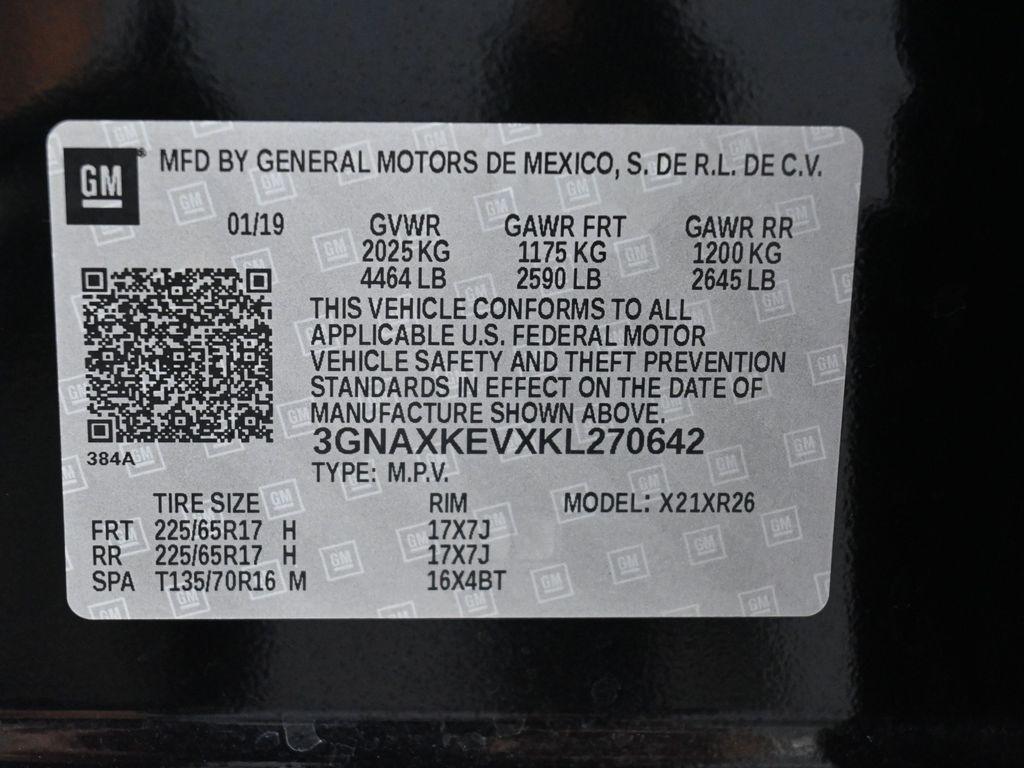 GM
MFD BY GENERAL MOTORS DE MEXICO, S. DE R.L. DE C.V.
01/19 GVWR GAWR FRT GAWR RR
2025 KG 1175 KG 1200 KG
4464 LB 2590 LB 2645 LB
THIS VEHICLE CONFORMS TO ALL
APPLICABLE U.S. FEDERAL MOTOR
VEHICLE SAFETY AND THEFT PREVENTION
STANDARDS IN EFFECT ON THE DATE OF
MANUFACTURE SHOWN ABOVE.
3GNAXKEVXKL270642
384A
TYPE: M.P.V.
TIRE SIZE RIM MODEL: X21XR26
FRT 225/65R17 H 17X7J
RR 225/65R17 H 17X7J
SPA T135/70R16 M 16X4BT